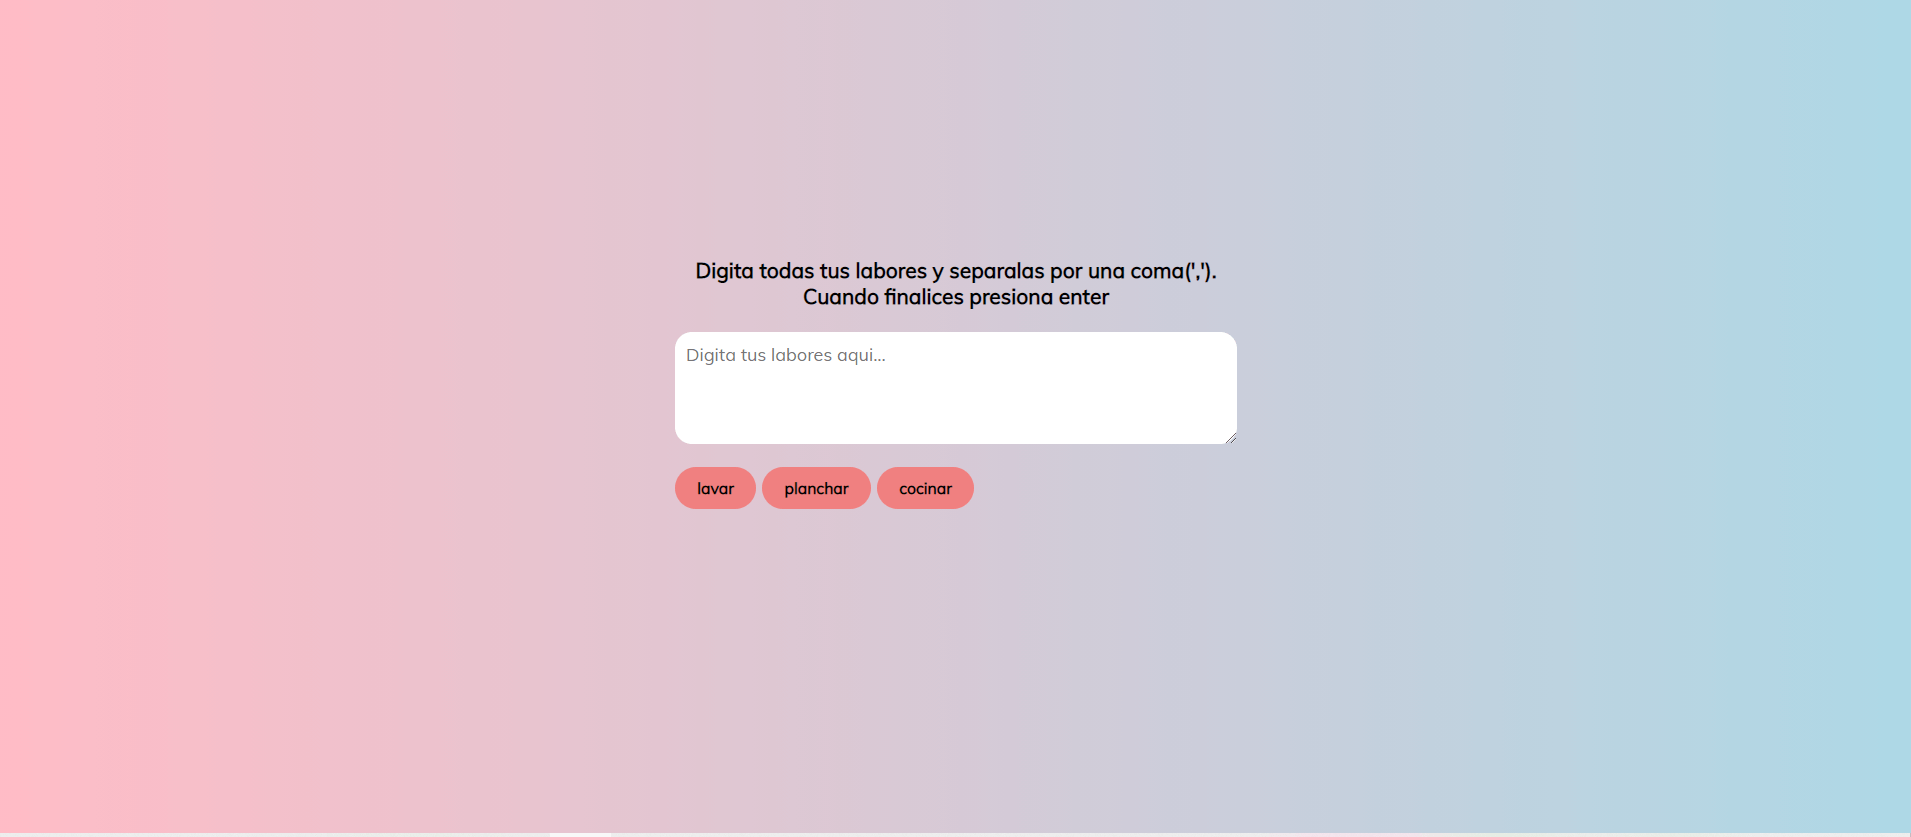 Digita todas tus labores y separalas por una coma(',').
Cuando finalices presiona enter
Digita tus labores aqui...
lavar planchar cocinar